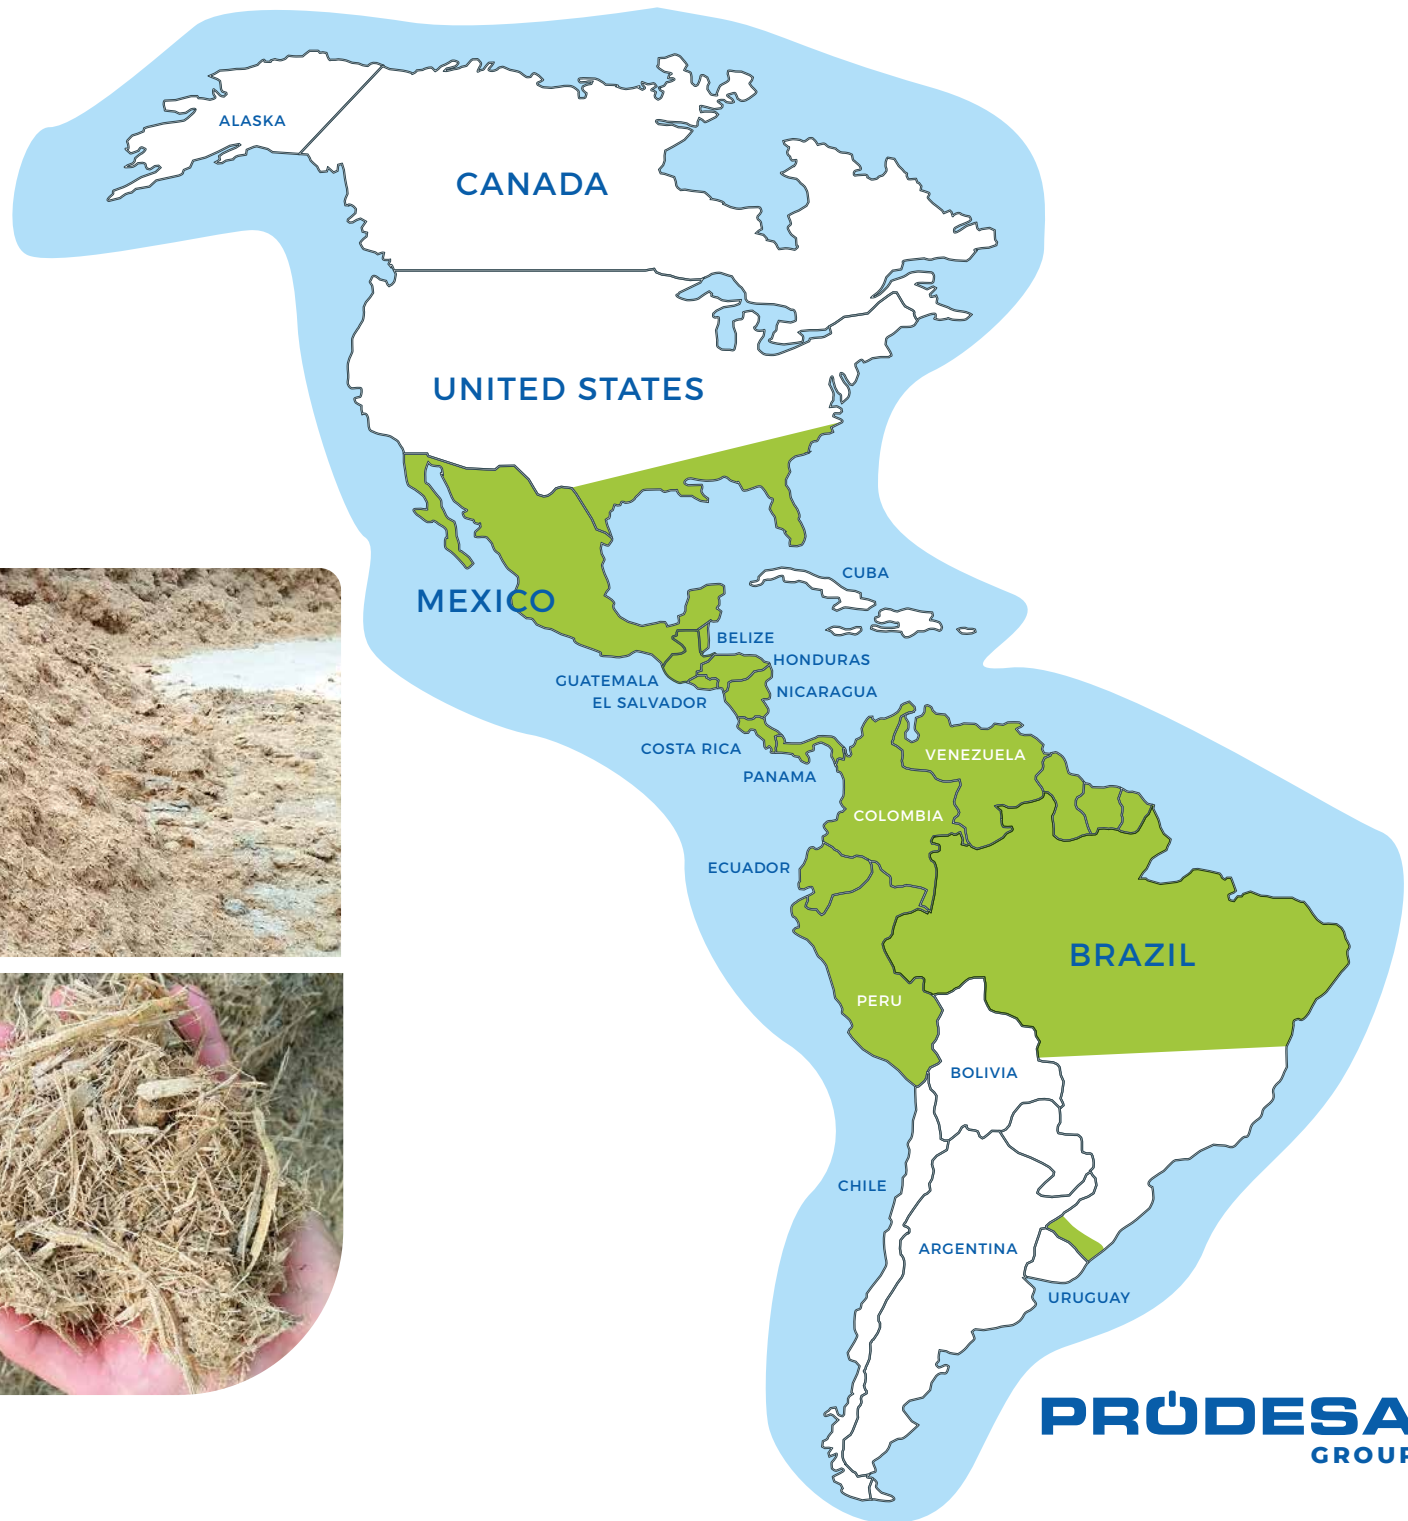 ALASKA
CANADA
UNITED STATES
CUBA
MEXICO
BELIZE
HONDURAS
GUATEMALA
NICARAGUA
EL SALVADOR
COSTA RICA
VENEZUELA
PANAMA
COLOMBIA
ECUADOR
BRAZIL
PERU
BOLIVIA
CHILE
ARGENTINA
URUGUAY
PRODESA
GROUP